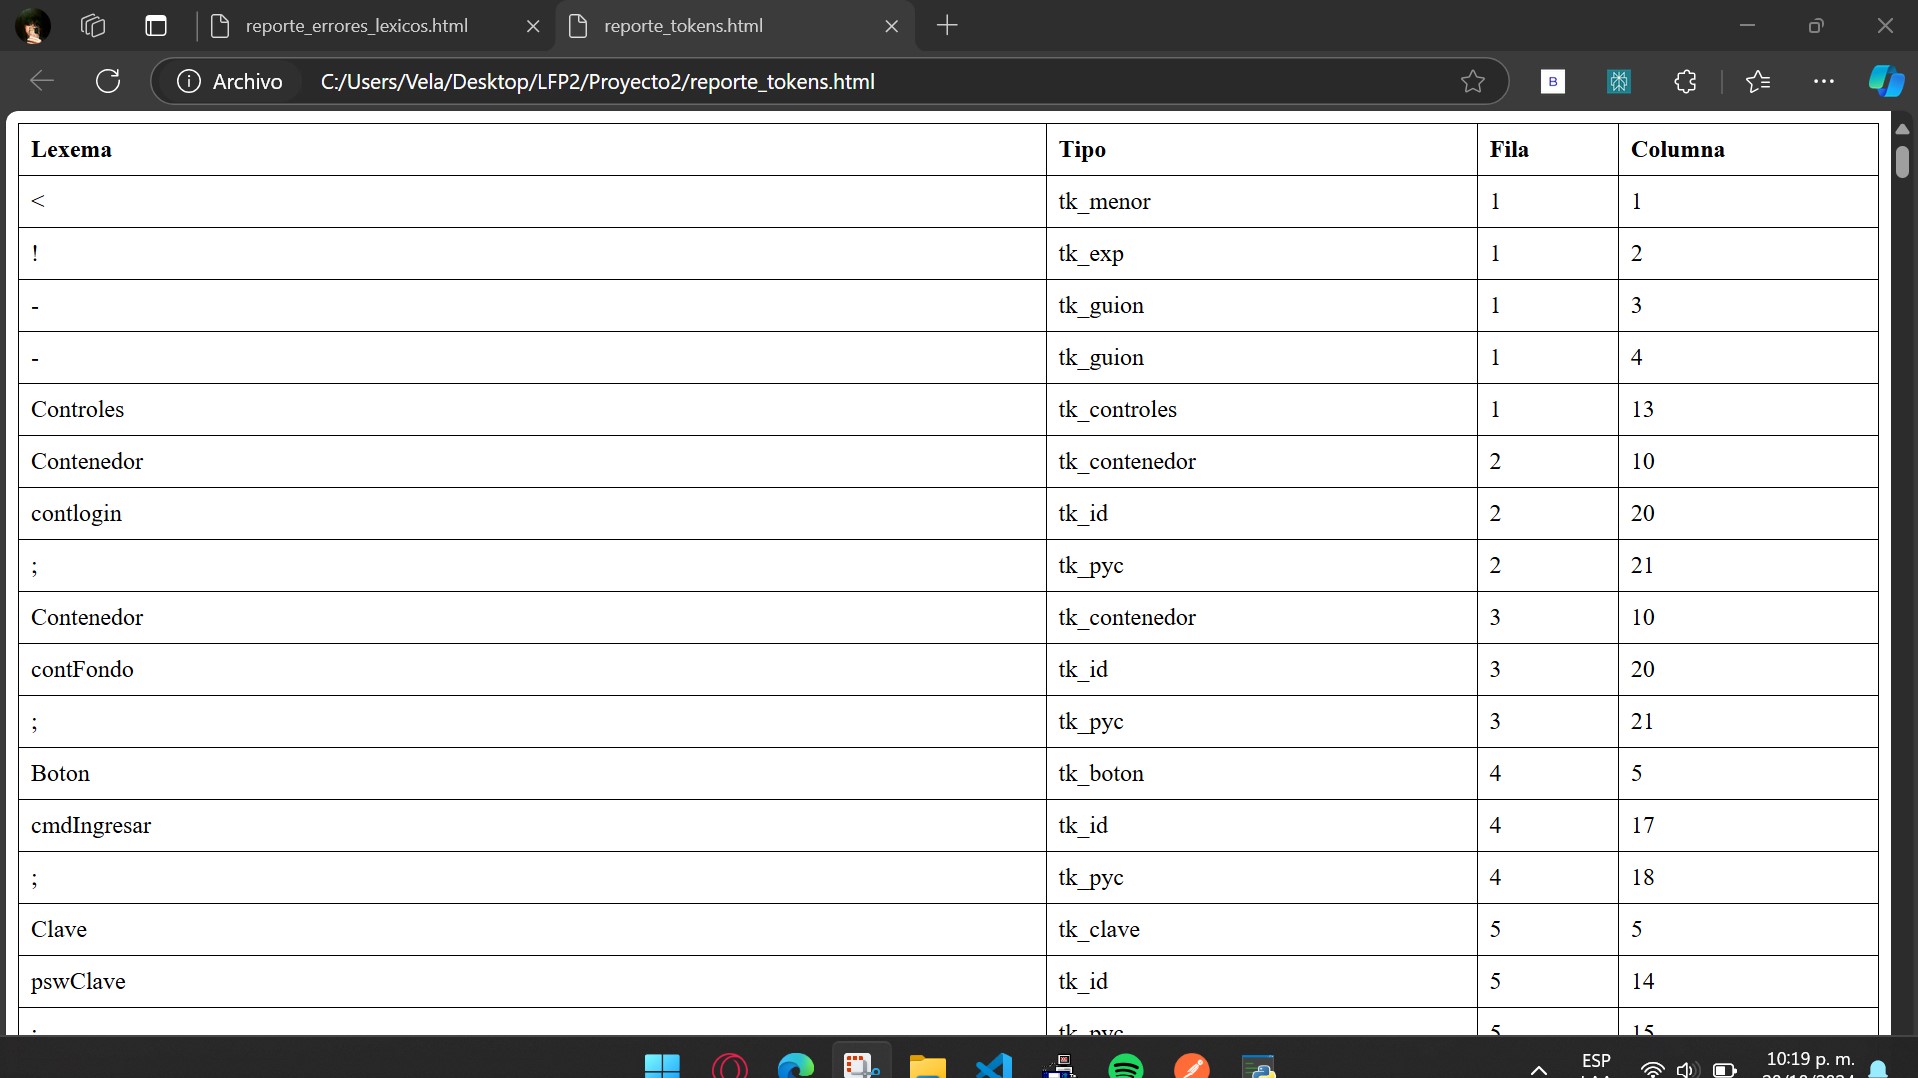 reporte_errores_lexicos.html
reporte_tokens.html
Archivo C:/Users/Vela/Desktop/LFP2/Proyecto2/reporte_tokens.html
B
Lexema Tipo Fila Columna
< tk_menor 1 1
! tk_exp 1 2
- tk_guion 1 3
- tk_guion 1 4
Controles tk_controles 1 13
Contenedor tk_contenedor 2 10
contlogin tk_id 2 20
; tk_pyc 2 21
Contenedor tk_contenedor 3 10
contFondo tk_id 3 20
; tk_pyc 3 21
Boton tk_boton 4 5
cmdIngresar tk_id 4 17
; tk_pyc 4 18
Clave tk_clave 5 5
pswClave tk_id 5 14
; tk_pyc 5 15
ESP
10:19 p. m.